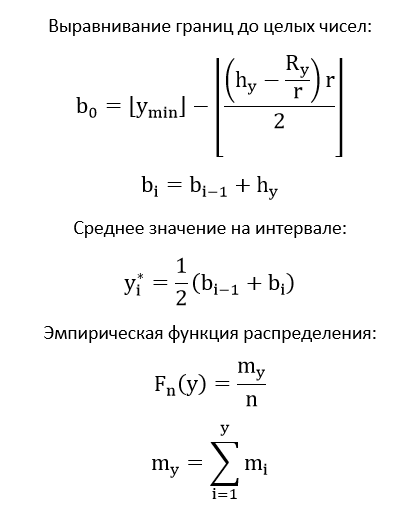 Выравнивание границ до целых чисел:
b₀ = ⌊y_min⌋ − ⌊((h_y − R_y/r) r)/2⌋
b_i = b_{i−1} + h_y
Среднее значение на интервале:
y_i^* = 1/2 (b_{i−1} + b_i)
Эмпирическая функция распределения:
F_n(y) = m_y/n
m_y = ∑_{i=1}^{y} m_i